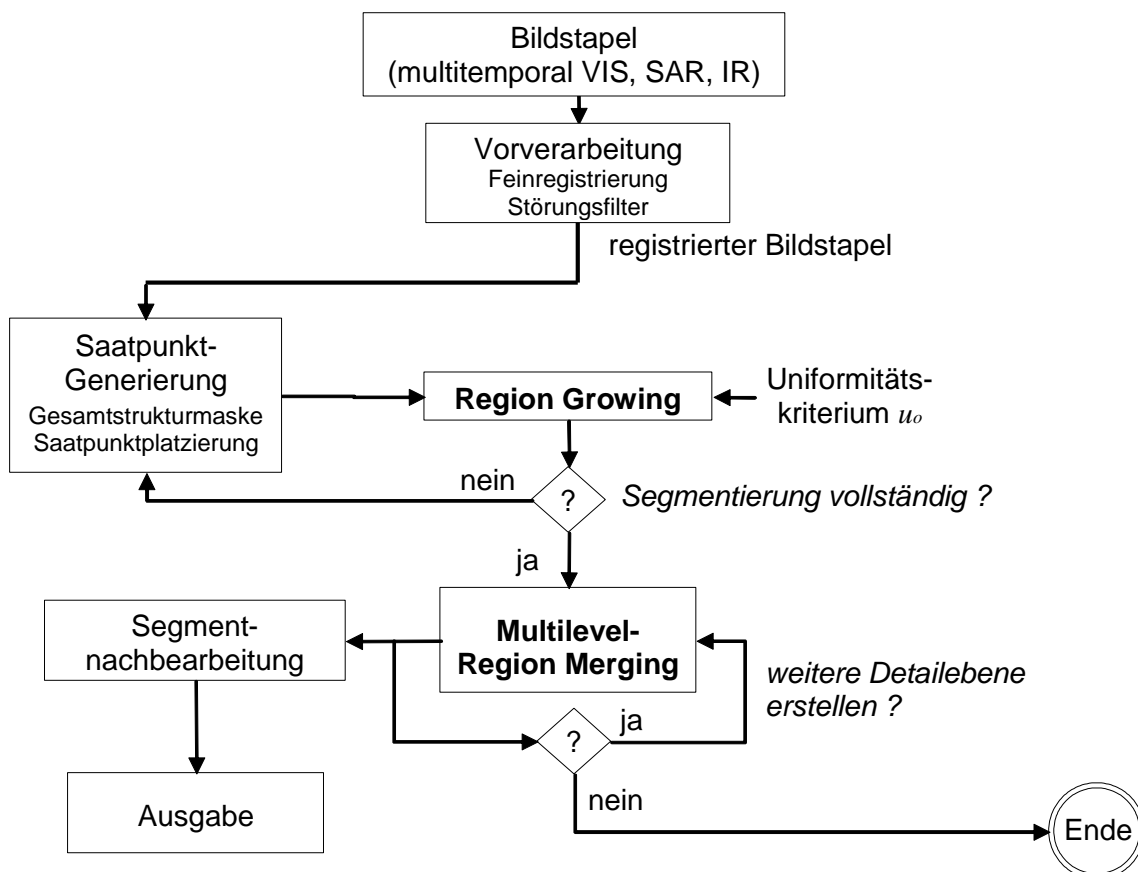 Bildstapel
(multitemporal VIS, SAR, IR)
Vorverarbeitung
Feinregistrierung
Störungsfilter
registrierter Bildstapel
Saatpunkt-
Generierung
Gesamtstrukturmaske
Saatpunktplatzierung
Region Growing
Uniformitäts-
kriterium uo
nein
?
Segmentierung vollständig ?
ja
Segment-
nachbearbeitung
Multilevel-
Region Merging
weitere Detailebene
erstellen ?
ja
?
nein
Ausgabe
Ende